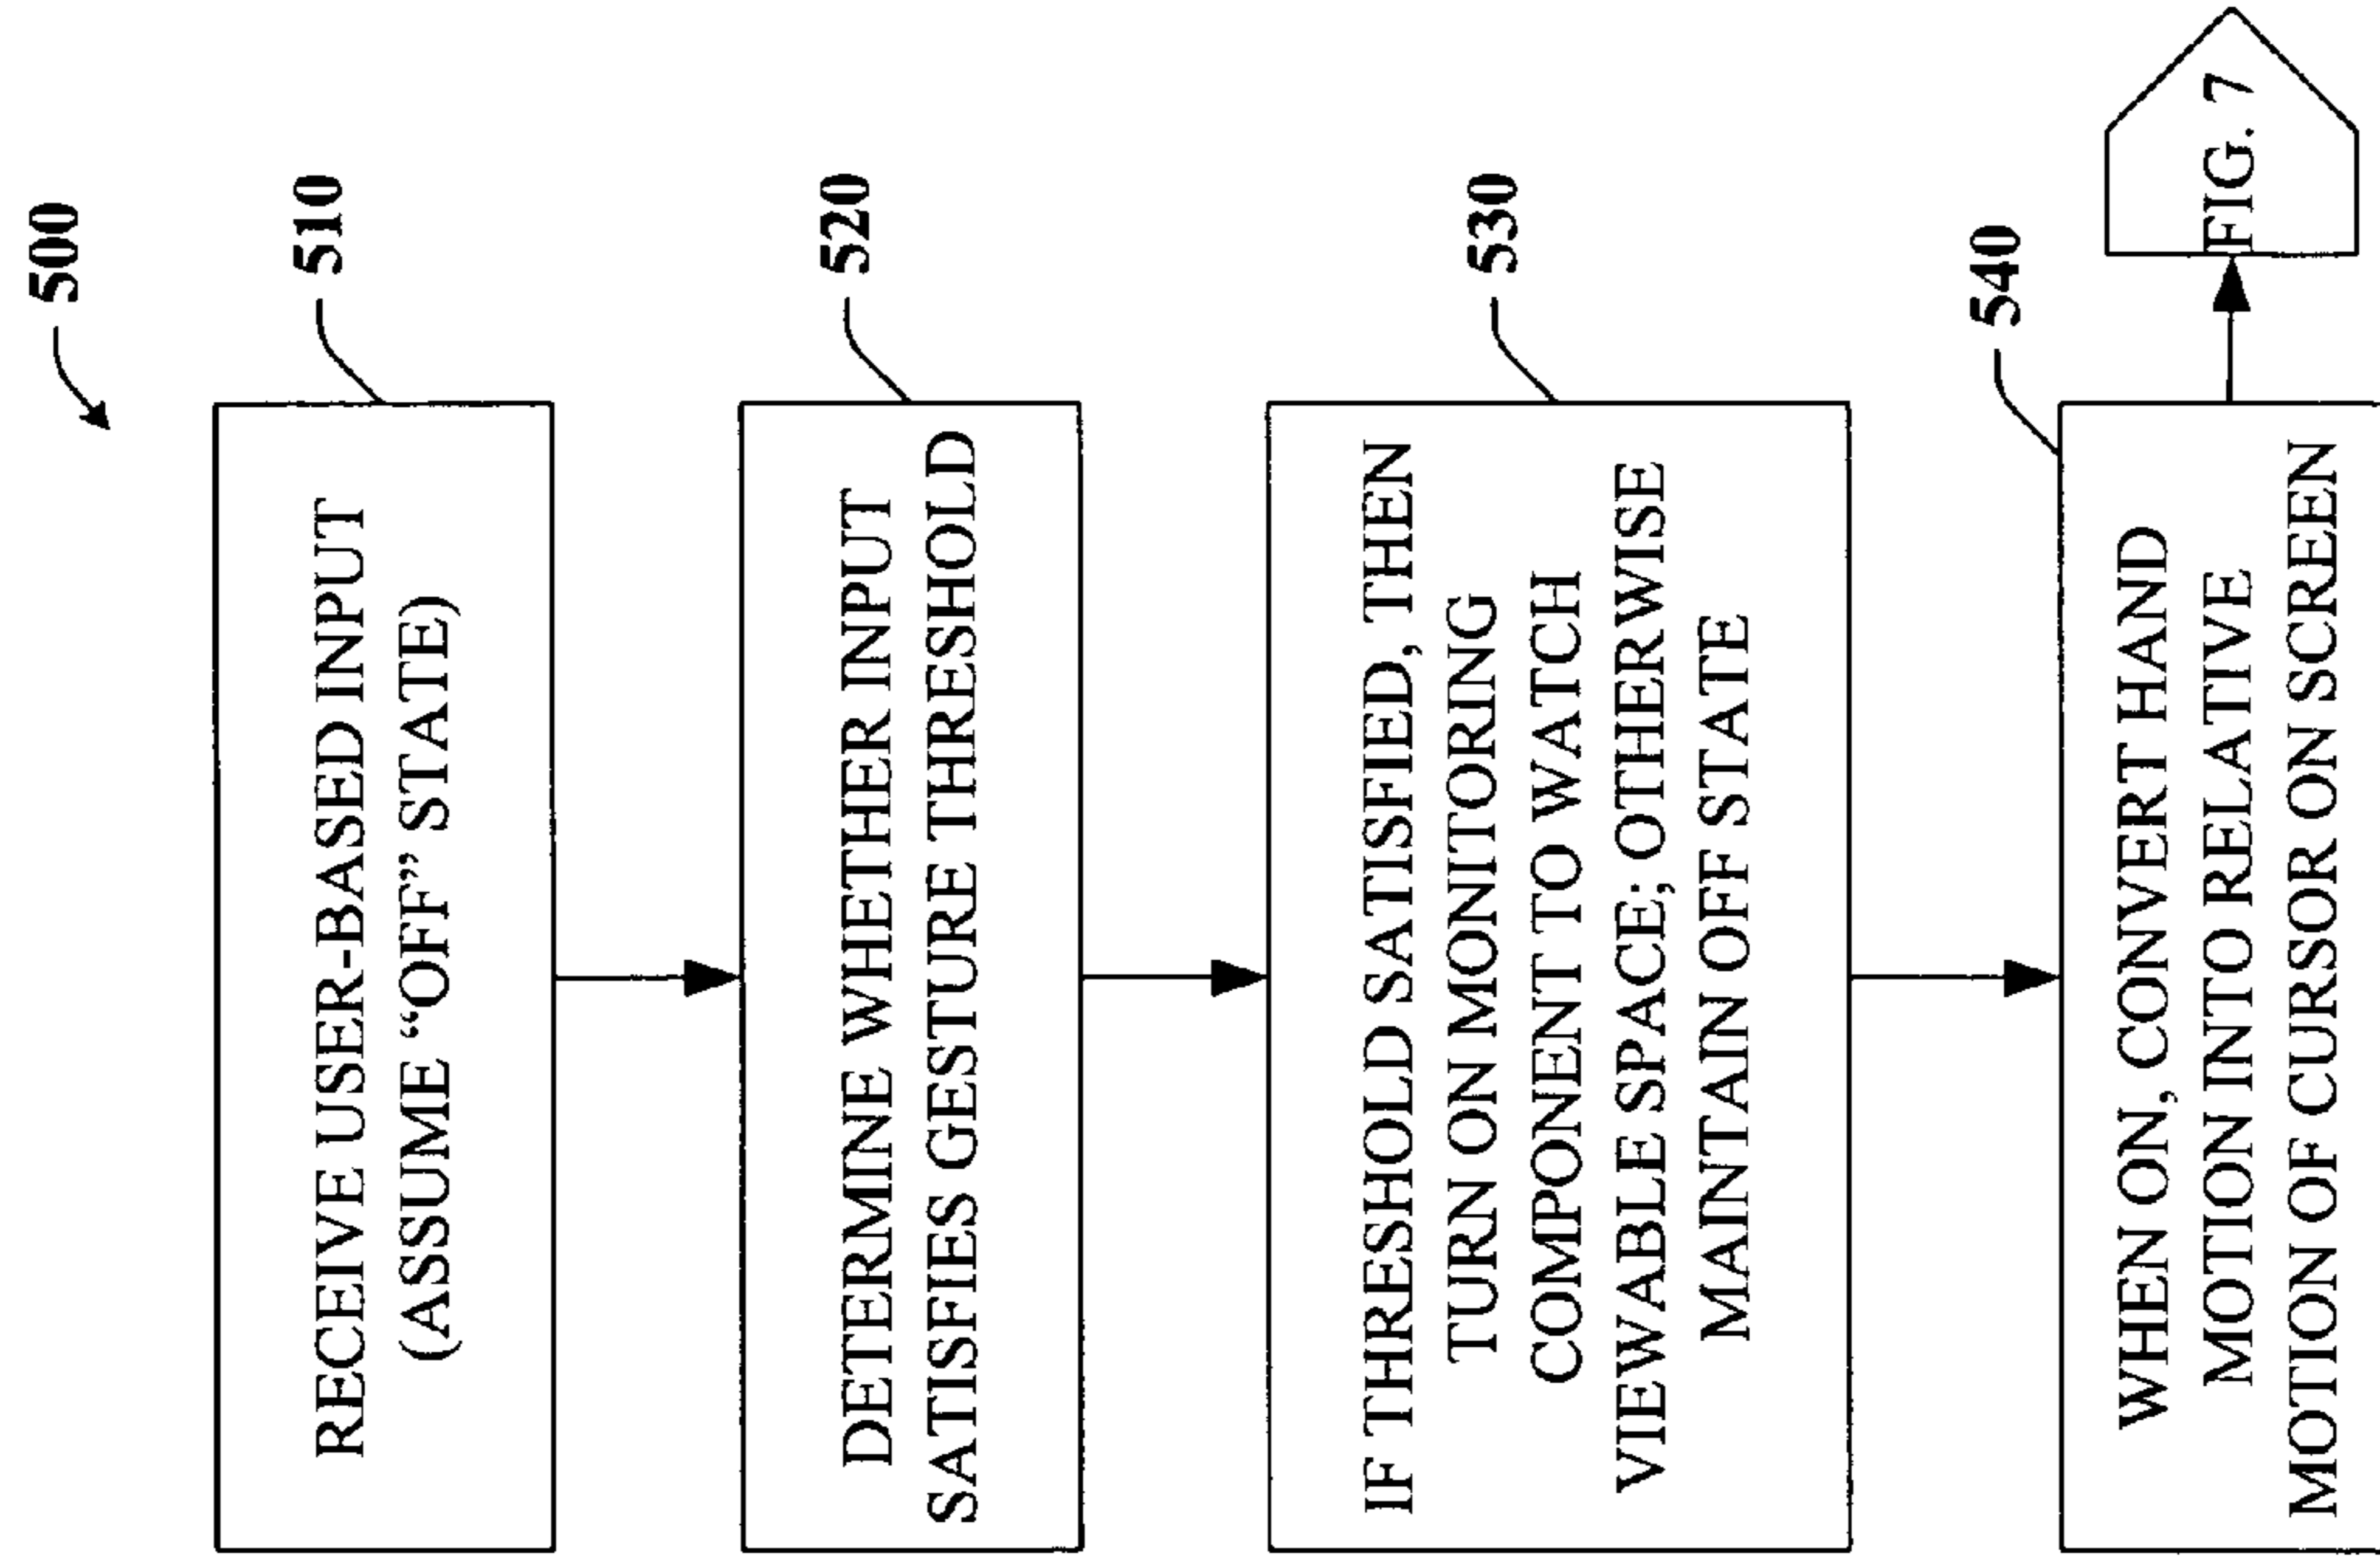 500
510
RECEIVE USER-BASED INPUT
(ASSUME “OFF” STATE)
520
DETERMINE WHETHER INPUT
SATISFIES GESTURE THRESHOLD
530
IF THRESHOLD SATISFIED, THEN
TURN ON MONITORING
COMPONENT TO WATCH
VIEWABLE SPACE; OTHERWISE
MAINTAIN OFF STATE
540
WHEN ON, CONVERT HAND
MOTION INTO RELATIVE
MOTION OF CURSOR ON SCREEN
FIG. 7